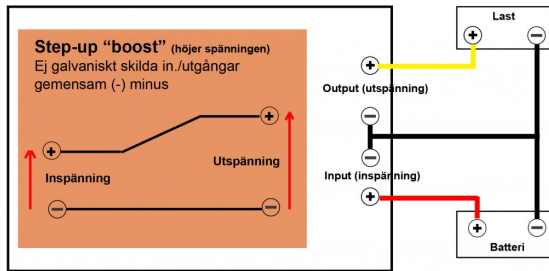 Step-up “boost” (höjer spänningen)
Ej galvaniskt skilda in./utgångar
gemensam (-) minus
Inspänning
Utspänning
Output (utspänning)
Input (inspänning)
Last
Batteri